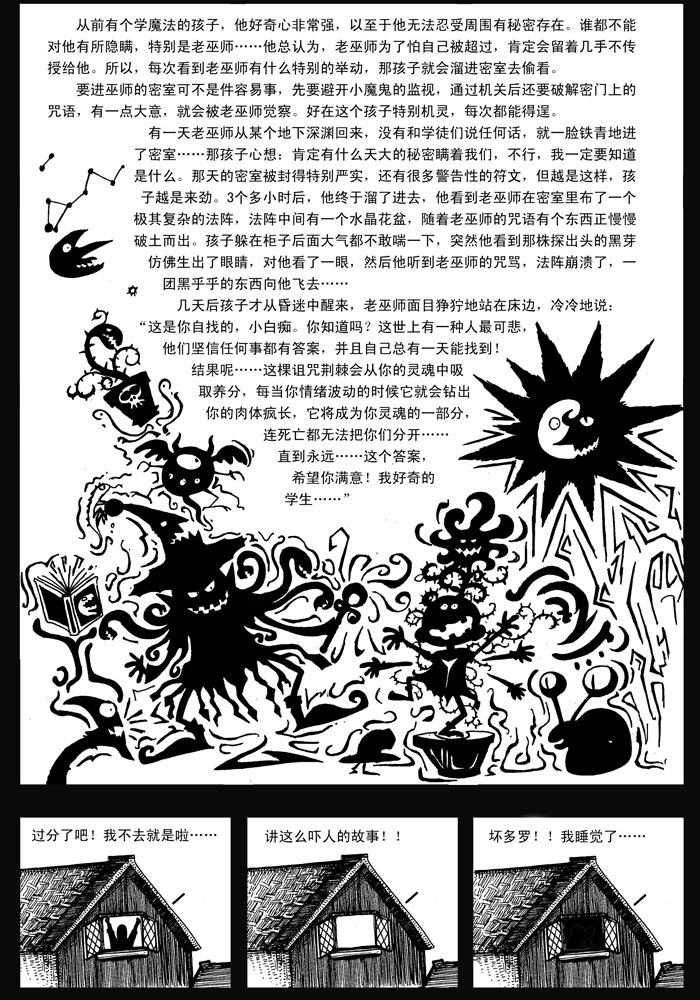 从前有个学魔法的孩子，他好奇心非常强，以至于他无法忍受周围有秘密存在。谁都不能
对他有所隐瞒，特别是老巫师……他总认为，老巫师为了怕自己被超过，肯定会留着几手不传
授给他。所以，每次看到老巫师有什么特别的举动，那孩子就会溜进密室去偷看。
要进巫师的密室可不是件容易事，先要避开小魔鬼的监视，通过机关后还要破解密门上的
咒语，有一点大意，就会被老巫师觉察。好在这个孩子特别机灵，每次都能得逞。
有一天老巫师从某个地下深渊回来，没有和学徒们说任何话，就一脸铁青地进
了密室……那孩子心想：肯定有什么天大的秘密瞒着我们，不行，我一定要知道
是什么。那天的密室被封得特别严实，还有很多警告性的符文，但越是这样，孩
子越是来劲。3个多小时后，他终于溜了进去，他看到老巫师在密室里布了一个
极其复杂的法阵，法阵中间有一个水晶花盆，随着老巫师的咒语有个东西正慢慢
破土而出。孩子躲在柜子后面大气都不敢喘一下，突然他看到那株探出头的黑芽
仿佛生出了眼睛，对他看了一眼，然后他听到老巫师的咒骂，法阵崩溃了，一
团黑乎乎的东西向他飞去……
几天后孩子才从昏迷中醒来，老巫师面目狰狞地站在床边，冷冷地说：
“这是你自找的，小白痴。你知道吗？这世上有一种人最可悲，
他们坚信任何事都有答案，并且自己总有一天能找到！
结果呢……这棵诅咒荆棘会从你的灵魂中吸
取养分，每当你情绪波动的时候它就会钻出
你的肉体疯长，它将成为你灵魂的一部分，
连死亡都无法把你们分开……
直到永远……这个答案，
希望你满意！我好奇的
学生……”
过分了吧！我不去就是啦……
讲这么吓人的故事！！
坏多罗！！我睡觉了……